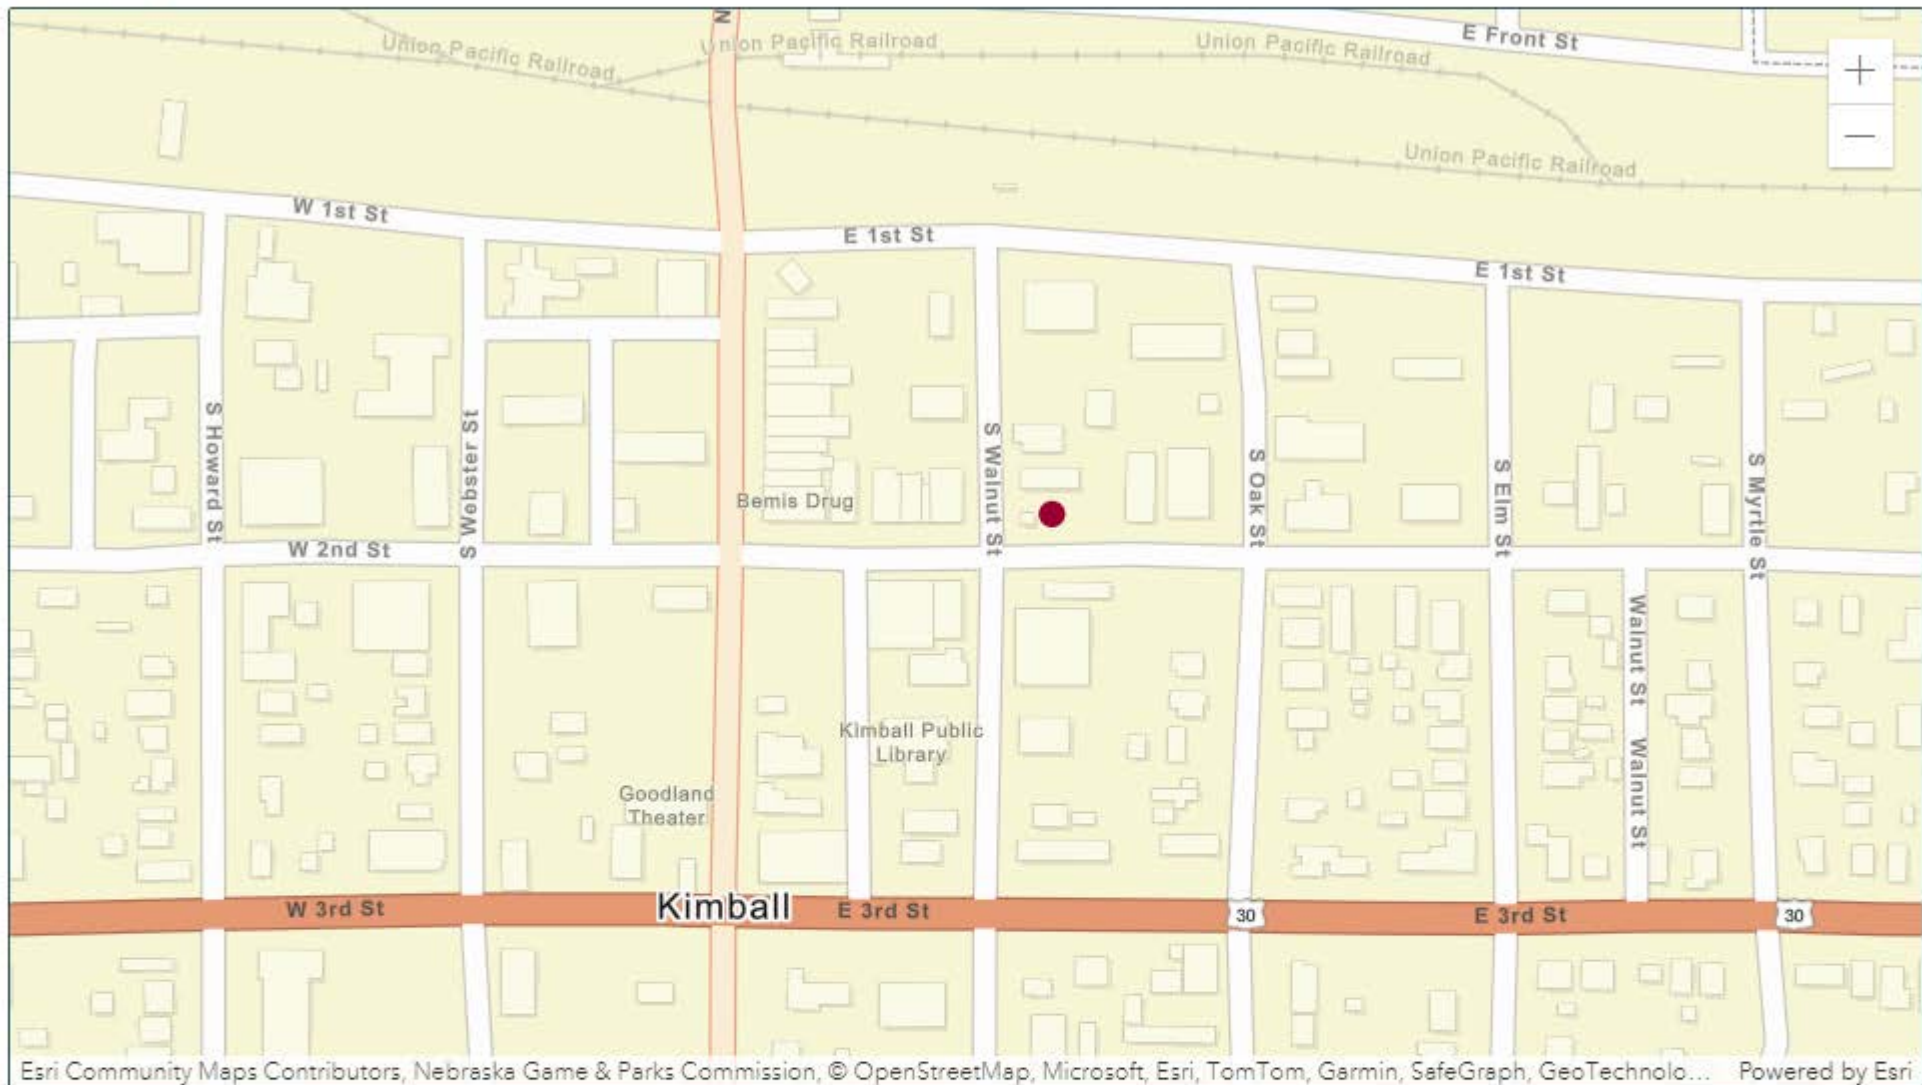 N
E Front St
Union Pacific Railroad
Union Pacific Railroad
Union Pacific Railroad
Union Pacific Railroad
+
−
W 1st St
E 1st St
E 1st St
S Howard St
S Webster St
S Walnut St
S Oak St
S Elm St
S Myrtle St
Bemis Drug
W 2nd St
Walnut St
Walnut St
Kimball Public
Library
Goodland
Theater
W 3rd St
Kimball
E 3rd St
30
E 3rd St
30
Esri Community Maps Contributors, Nebraska Game & Parks Commission, © OpenStreetMap, Microsoft, Esri, TomTom, Garmin, SafeGraph, GeoTechnolo... Powered by Esri